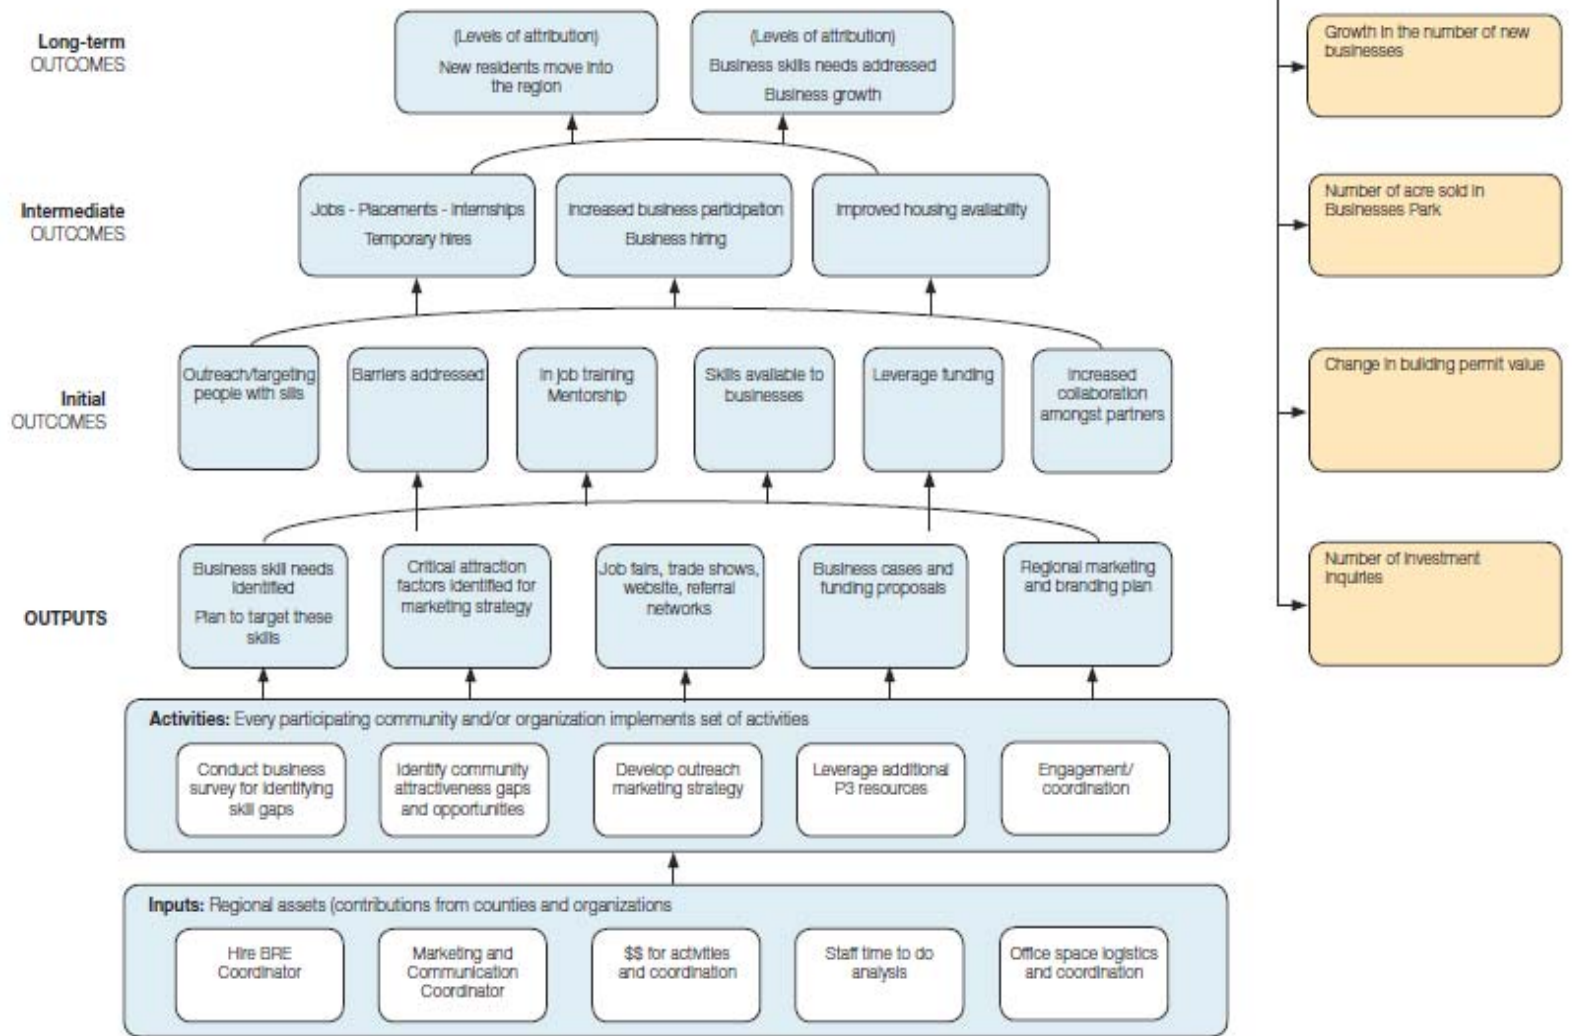 Long-term
OUTCOMES
(Levels of attribution)
New residents move into
the region
(Levels of attribution)
Business skills needs addressed
Business growth
Intermediate
OUTCOMES
Jobs - Placements - Internships
Temporary hires
Increased business participation
Business hiring
Improved housing availability
Initial
OUTCOMES
Outreach/targeting
people with sills
Barriers addressed
In job training
Mentorship
Skills available to
businesses
Leverage funding
Increased
collaboration
amongst partners
OUTPUTS
Business skill needs
identified
Plan to target these
skills
Critical attraction
factors identified for
marketing strategy
Job fairs, trade shows,
website, referral
networks
Business cases and
funding proposals
Regional marketing
and branding plan
Activities: Every participating community and/or organization implements set of activities
Conduct business
survey for identifying
skill gaps
Identify community
attractiveness gaps
and opportunities
Develop outreach
marketing strategy
Leverage additional
P3 resources
Engagement/
coordination
Inputs: Regional assets (contributions from counties and organizations
Hire BRE
Coordinator
Marketing and
Communication
Coordinator
$$ for activities
and coordination
Staff time to do
analysis
Office space logistics
and coordination
Growth in the number of new
businesses
Number of acre sold in
Businesses Park
Change in building permit value
Number of investment
inquiries